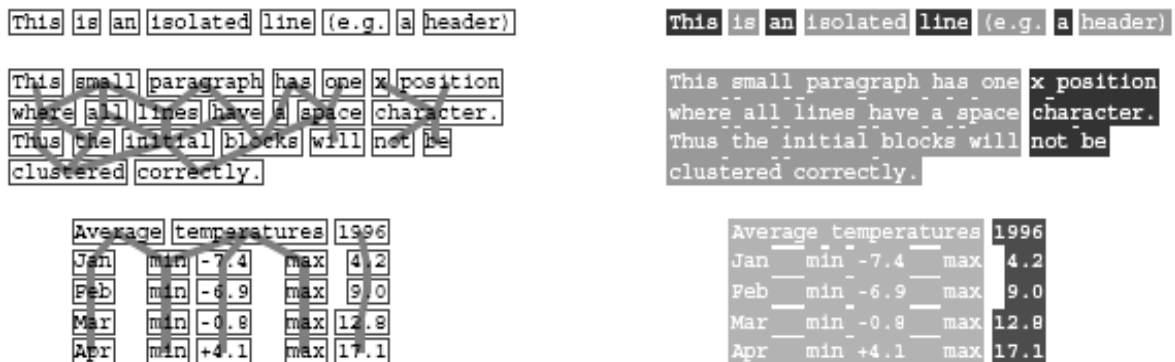 This is an isolated line (e.g. a header)
This small paragraph has one x position
where all lines have a space character.
Thus the initial blocks will not be
clustered correctly.
Average temperatures 1996
Jan min -7.4 max 4.2
Feb min -6.9 max 9.0
Mar min -0.8 max 12.8
Apr min +4.1 max 17.1
This is an isolated line (e.g. a header)
This small paragraph has one x position
where all lines have a space character.
Thus the initial blocks will not be
clustered correctly.
Average temperatures 1996
Jan min -7.4 max 4.2
Feb min -6.9 max 9.0
Mar min -0.8 max 12.8
Apr min +4.1 max 17.1